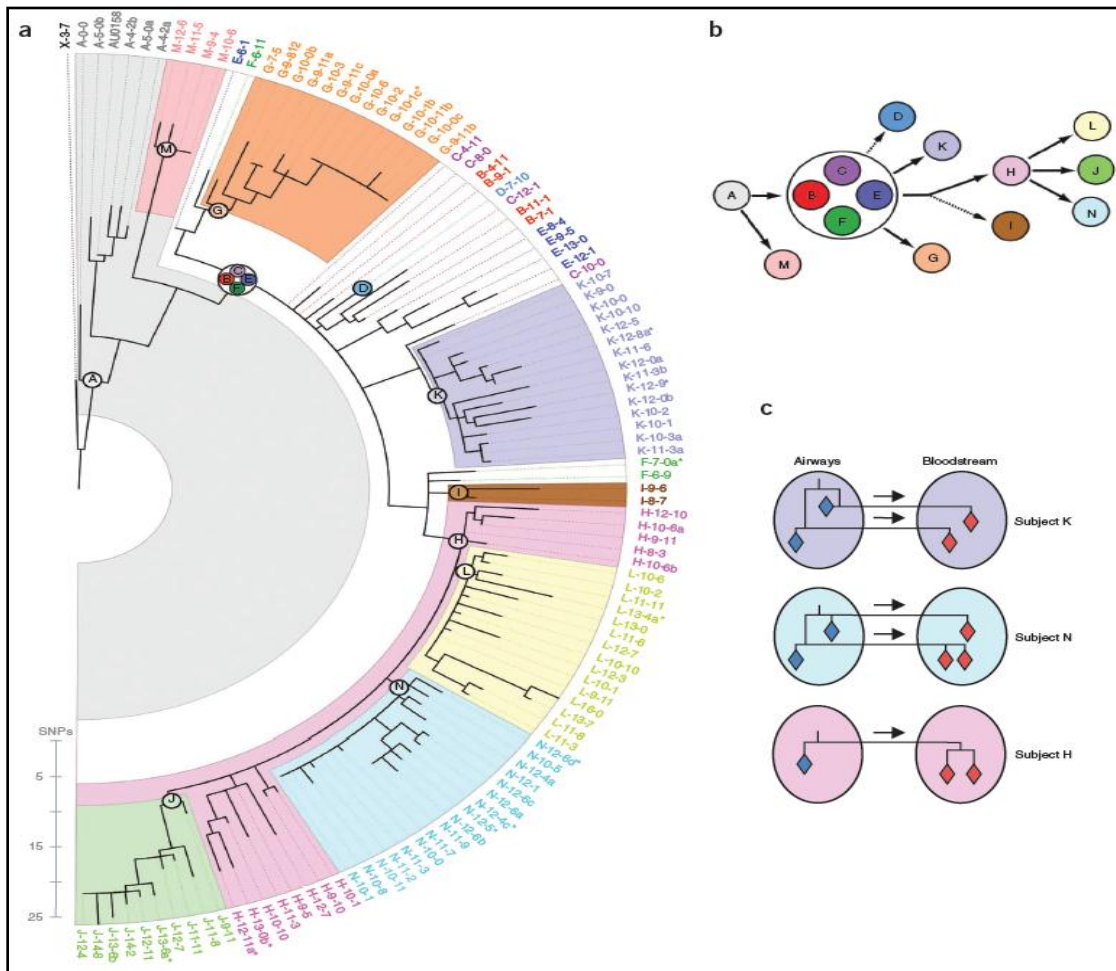 a
X-3-7
A-0-0
A-5-0b
AU0158
A-4-2b
A-5-0a
A-4-2a
M-12-6
M-11-5
M-9-4
M-10-6
E-6-1
F-6-11
G-7-5
G-9-812
G-10-0b
G-9-11a
G-10-3
G-9-11c
G-10-0a
G-10-6
G-10-2
G-10-1c*
G-10-1b
G-10-11b
G-10-0c
G-9-11b
C-4-11
C-8-0
B-4-11
B-9-1
D-7-10
C-12-1
B-11-1
B-7-1
E-8-4
E-9-5
E-13-0
E-12-1
C-10-0
K-10-7
K-9-0
K-10-0
K-10-10
K-12-5
K-12-8a*
K-11-6
K-12-0a
K-11-3b
K-12-9*
K-12-0b
K-10-2
K-10-1
K-10-3a
K-11-3a
F-7-0a*
F-6-9
I-9-6
I-8-7
H-12-10
H-10-6a
H-9-11
H-8-3
H-10-6b
L-10-6
L-10-2
L-11-11
L-13-4a*
L-13-0
L-11-6
L-12-7
L-10-10
L-12-3
L-10-1
L-9-11
L-16-0
L-13-7
L-11-8
L-11-3
N-12-6d*
N-10-5
N-12-4a
N-12-1
N-12-6c
N-12-6a
N-12-4c*
N-12-5*
N-12-6b
N-11-9
N-11-7
N-10-0
N-11-3
N-11-2
N-10-11
N-10-8
N-10-1
H-10-1
H-9-10
H-12-7
H-9-5
H-11-3
H-10-10
H-13-0b*
H-12-11a*
J-9-11
J-11-8
J-11-11
J-12-7
J-13-6a*
J-12-11
J-14-2
J-13-6b
J-14-8
J-12-4
M
G
C
B
E
F
D
A
K
I
H
L
N
J
SNPs
5
15
25
b
D
L
K
C
A
B
E
H
J
F
I
N
M
G
c
Airways
Bloodstream
Subject K
Subject N
Subject H